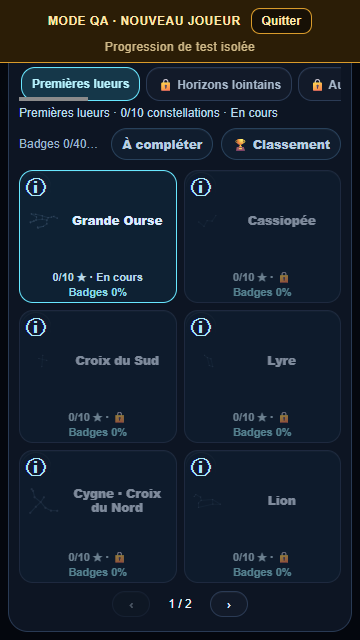 MODE QA · NOUVEAU JOUEUR Quitter
Progression de test isolée
Premières lueurs 🔒 Horizons lointains 🔒 Au
Premières lueurs · 0/10 constellations · En cours
Badges 0/40... À compléter 🏆 Classement
Grande Ourse
0/10 ★ · En cours
Badges 0%
Cassiopée
0/10 ★ · 🔒
Badges 0%
Croix du Sud
0/10 ★ · 🔒
Badges 0%
Lyre
0/10 ★ · 🔒
Badges 0%
Cygne · Croix
du Nord
0/10 ★ · 🔒
Badges 0%
Lion
0/10 ★ · 🔒
Badges 0%
‹ 1 / 2 ›